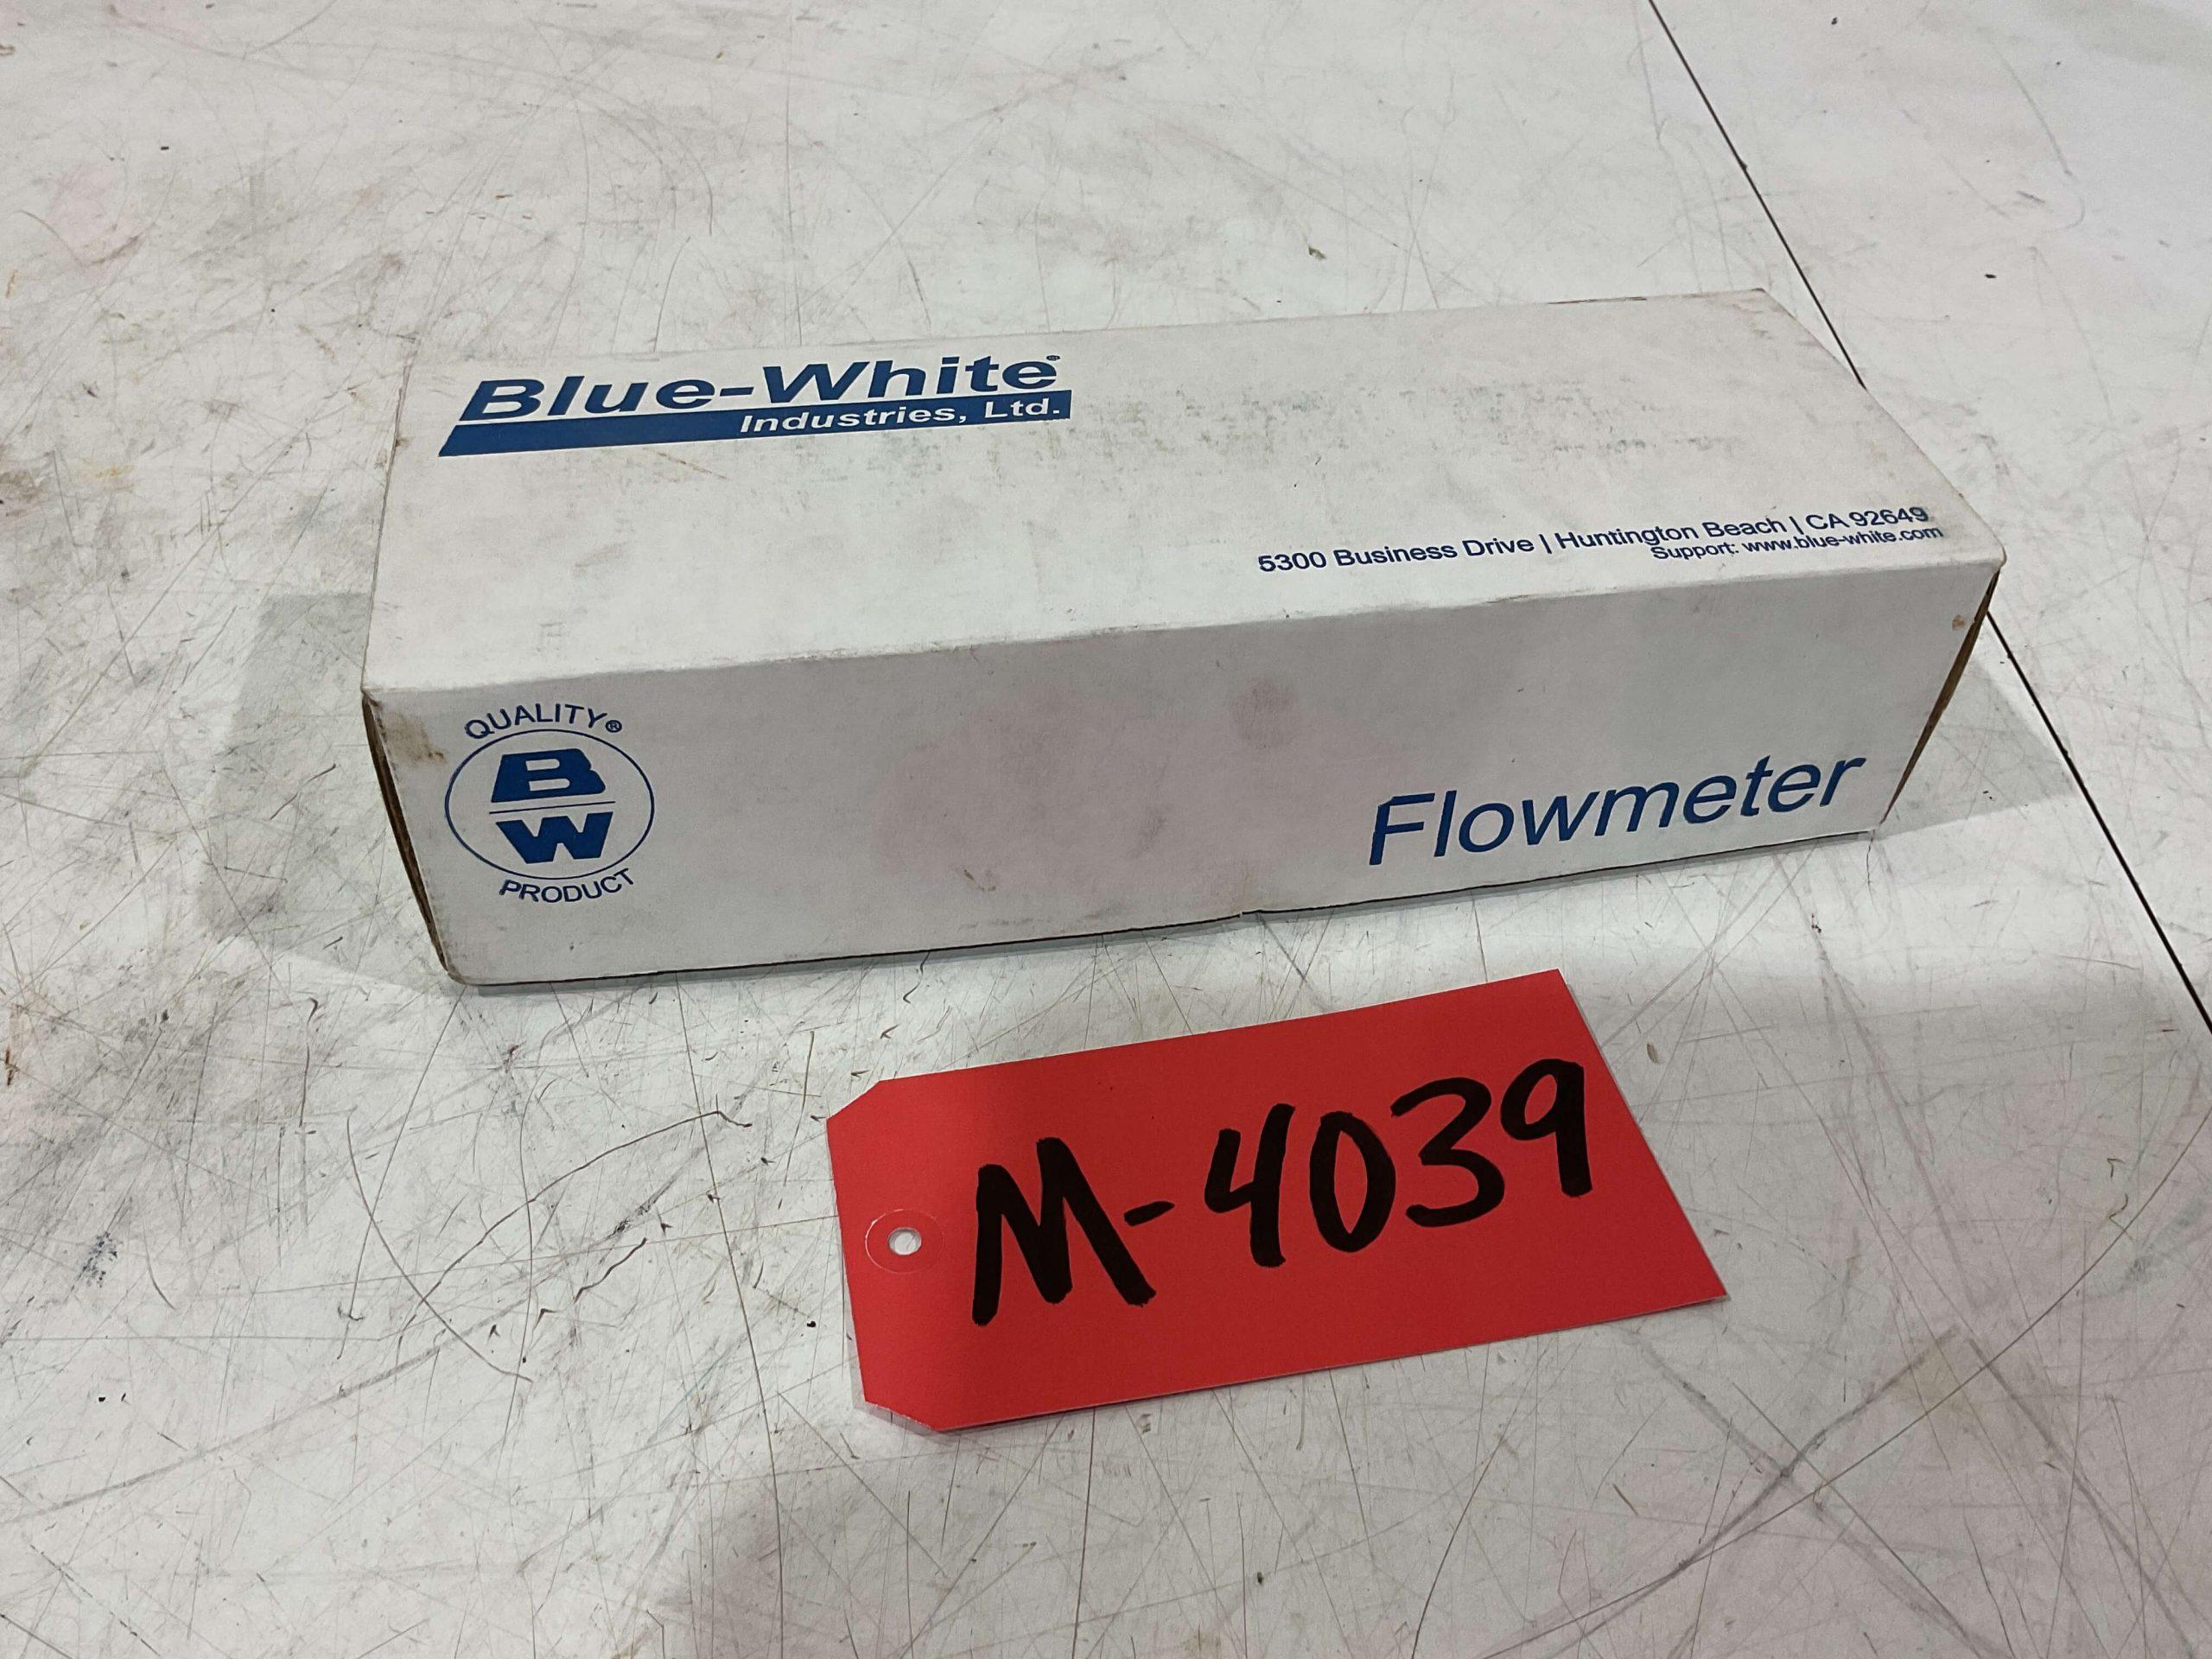 Blue-White®
Industries, Ltd.
5300 Business Drive | Huntington Beach | CA 92649
Support: www.blue-white.com
QUALITY®
B
W
PRODUCT
Flowmeter
M-4039